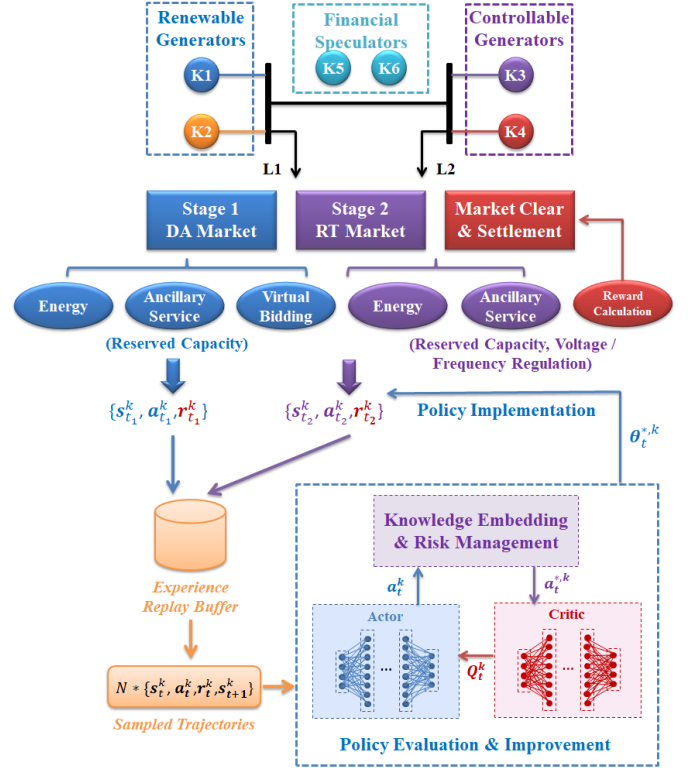 Renewable
Generators
Financial
Speculators
Controllable
Generators
K1
K5
K6
K3
K2
K4
L1
L2
Stage 1
DA Market
Stage 2
RT Market
Market Clear
& Settlement
Energy
Ancillary
Service
Virtual
Bidding
Energy
Ancillary
Service
Reward
Calculation
(Reserved Capacity)
(Reserved Capacity, Voltage /
Frequency Regulation)
{s^k_{t_1}, a^k_{t_1}, r^k_{t_1}}
{s^k_{t_2}, a^k_{t_2}, r^k_{t_2}}
Policy Implementation
θ^{*,k}_t
Knowledge Embedding
& Risk Management
Experience
Replay Buffer
a^k_t
a^{*,k}_t
Actor
Critic
...
...
Q^k_t
N * {s^k_t, a^k_t, r^k_t, s^k_{t+1}}
Sampled Trajectories
Policy Evaluation & Improvement